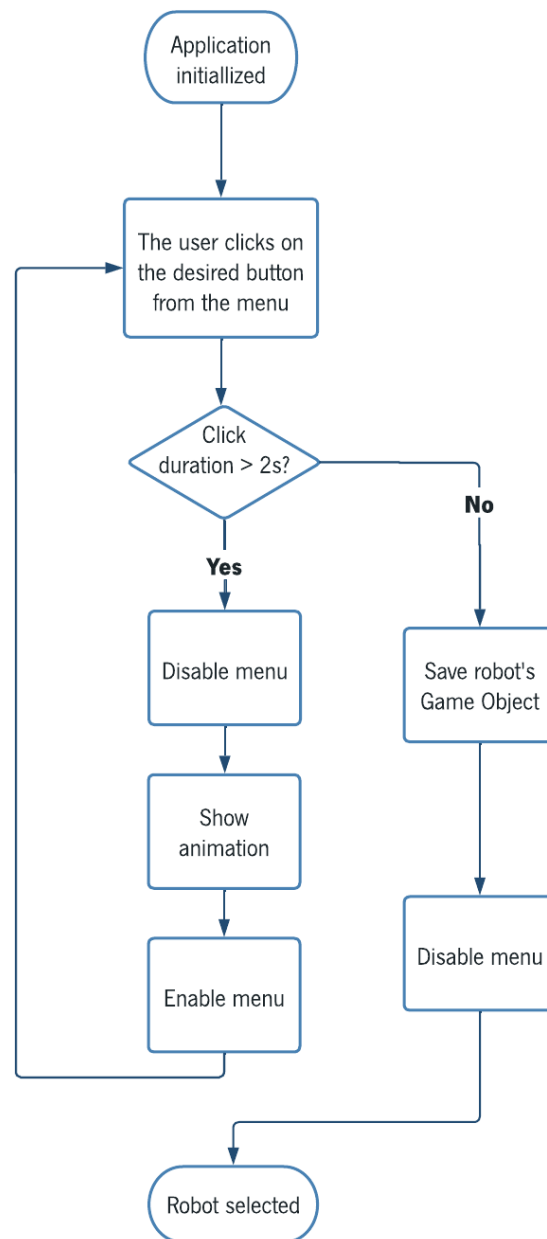 Application
initiallized
The user clicks on
the desired button
from the menu
Click
duration > 2s?
No
Yes
Disable menu
Save robot's
Game Object
Show
animation
Disable menu
Enable menu
Robot selected